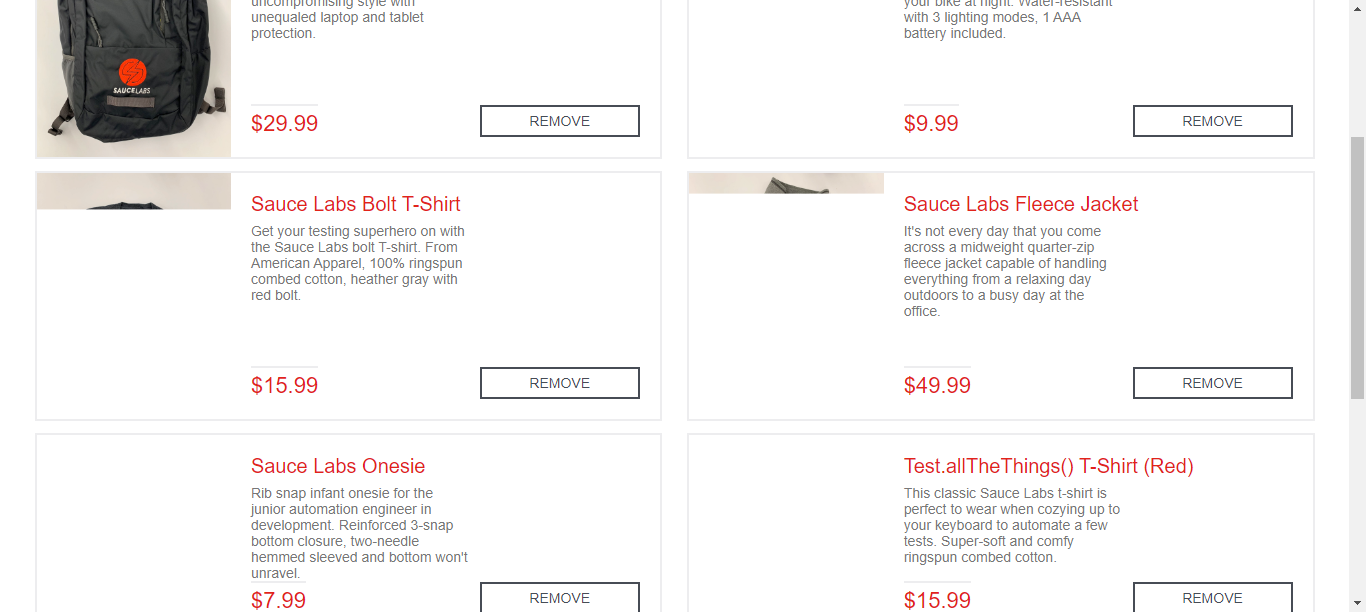 uncompromising style with
unequaled laptop and tablet
protection.
SAUCELABS
$29.99
REMOVE
your bike at night. Water-resistant
with 3 lighting modes, 1 AAA
battery included.
$9.99
REMOVE
Sauce Labs Bolt T-Shirt
Get your testing superhero on with
the Sauce Labs bolt T-shirt. From
American Apparel, 100% ringspun
combed cotton, heather gray with
red bolt.
$15.99
REMOVE
Sauce Labs Fleece Jacket
It's not every day that you come
across a midweight quarter-zip
fleece jacket capable of handling
everything from a relaxing day
outdoors to a busy day at the
office.
$49.99
REMOVE
Sauce Labs Onesie
Rib snap infant onesie for the
junior automation engineer in
development. Reinforced 3-snap
bottom closure, two-needle
hemmed sleeved and bottom won't
unravel.
$7.99
REMOVE
Test.allTheThings() T-Shirt (Red)
This classic Sauce Labs t-shirt is
perfect to wear when cozying up to
your keyboard to automate a few
tests. Super-soft and comfy
ringspun combed cotton.
$15.99
REMOVE